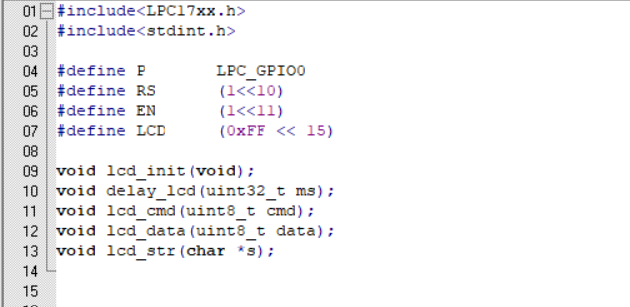 01 #include<LPC17xx.h>
02 #include<stdint.h>
03
04 #define P LPC_GPIO0
05 #define RS (1<<10)
06 #define EN (1<<11)
07 #define LCD (0xFF << 15)
08
09 void lcd_init(void);
10 void delay_lcd(uint32_t ms);
11 void lcd_cmd(uint8_t cmd);
12 void lcd_data(uint8_t data);
13 void lcd_str(char *s);
14
15